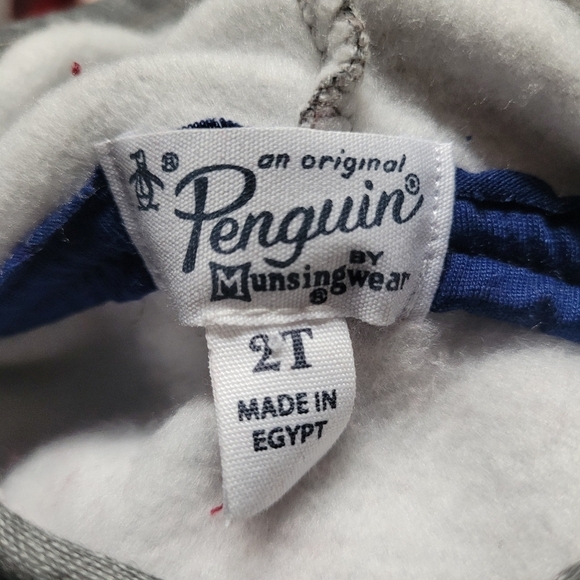 an original
Penguin®
BY
Munsingwear®
2T
MADE IN
EGYPT